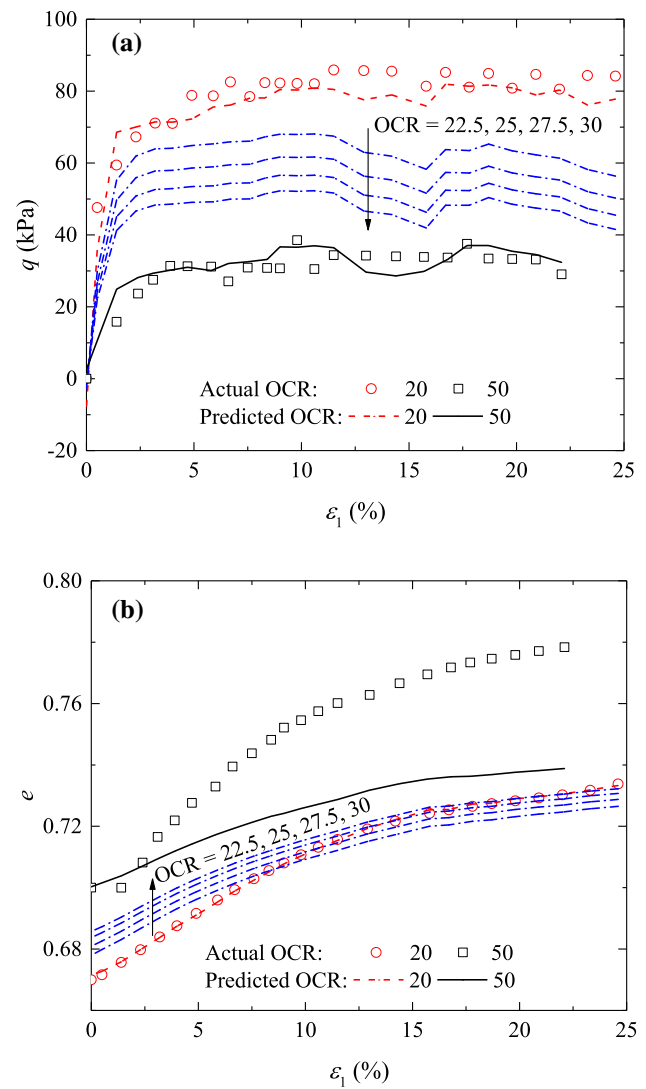 100
(a)
80
OCR = 22.5, 25, 27.5, 30
60
q (kPa)
40
20
Actual OCR: 20 50
0
Predicted OCR: 20 50
-20
0 5 10 15 20 25
ε1 (%)
0.80
(b)
0.76
e
0.72
OCR = 22.5, 25, 27.5, 30
0.68
Actual OCR: 20 50
Predicted OCR: 20 50
0 5 10 15 20 25
ε1 (%)